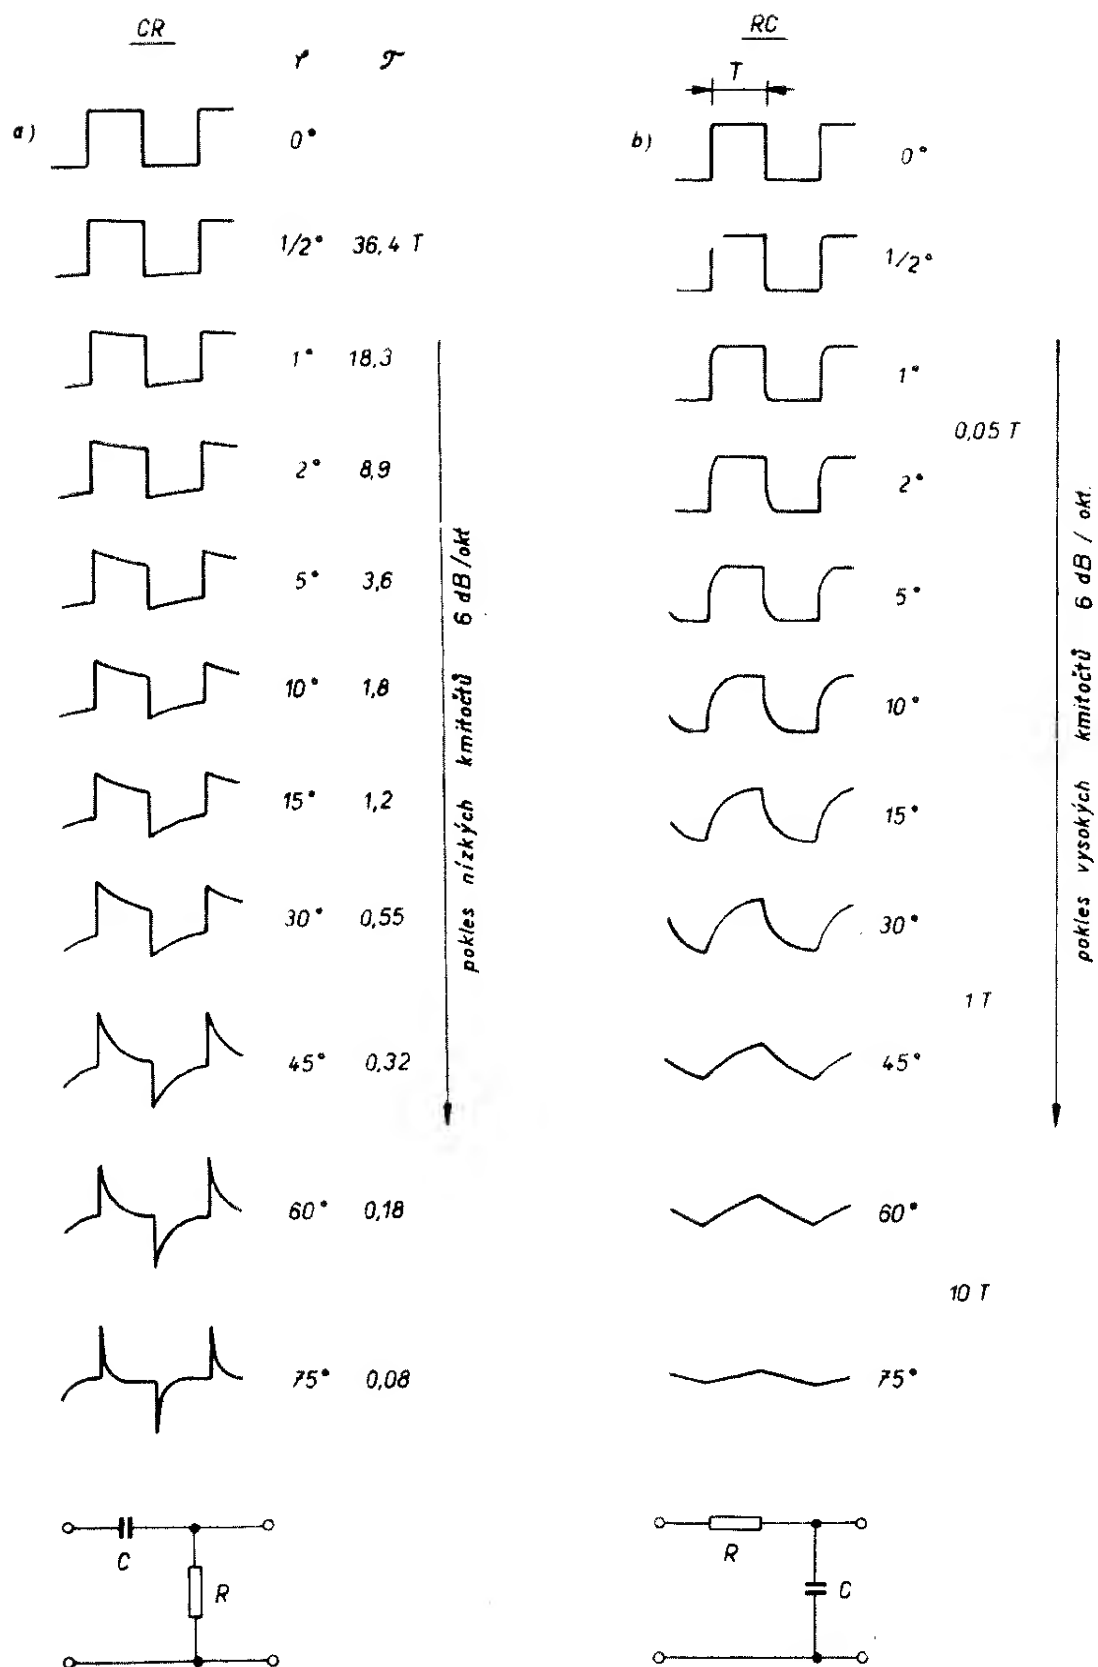 CR
φ 𝒯
a)
0°
1/2° 36,4 T
1° 18,3
2° 8,9
5° 3,6
10° 1,8
15° 1,2
30° 0,55
45° 0,32
60° 0,18
75° 0,08
pokles nízkých kmitočtů 6 dB/okt
C
R
RC
T
b)
0°
1/2°
1°
0,05 T
2°
5°
10°
15°
30°
1 T
45°
60°
10 T
75°
pokles vysokých kmitočtů 6 dB / okt.
R
C